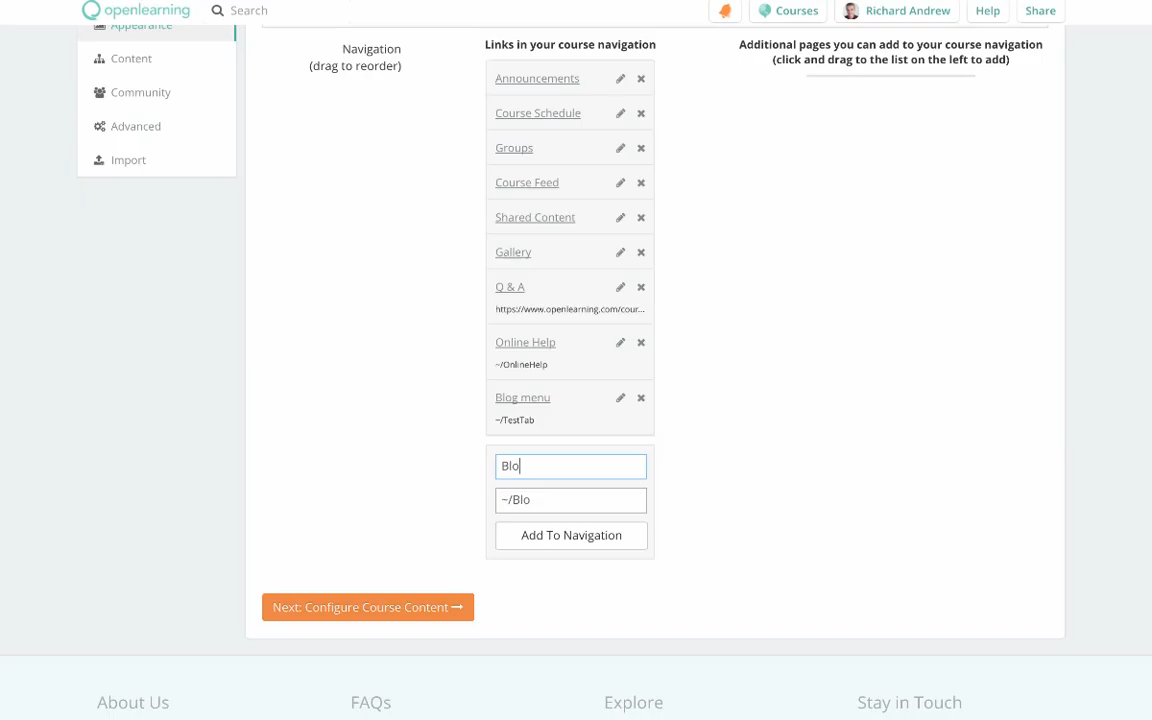 openlearning
Search
Courses
Richard Andrew
Help
Share
Appearance
Content
Community
Advanced
Import
Navigation
(drag to reorder)
Links in your course navigation
Announcements
Course Schedule
Groups
Course Feed
Shared Content
Gallery
Q & A
https://www.openlearning.com/cour...
Online Help
~/OnlineHelp
Blog menu
~/TestTab
Blo
~/Blo
Add To Navigation
Additional pages you can add to your course navigation
(click and drag to the list on the left to add)
Next: Configure Course Content
About Us
FAQs
Explore
Stay in Touch